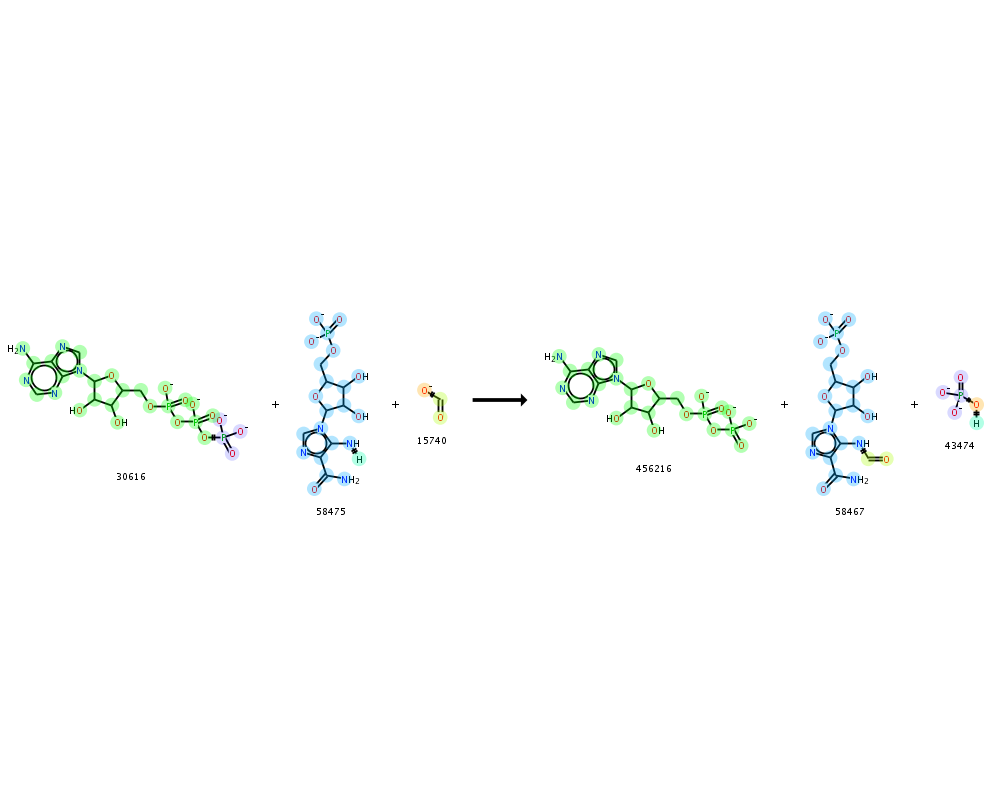 H₂N N N N N O HO OH O P O⁻ O O P O⁻ O O P O⁻ O⁻ O
30616
+
O⁻ O P O⁻ O O OH OH N N NH H O NH₂
58475
+
O⁻ O
15740
H₂N N N N N O HO OH O P O⁻ O O P O⁻ O⁻ O
456216
+
O⁻ O P O⁻ O O OH OH N N NH O O NH₂
58467
+
O O⁻ P O O⁻ H
43474